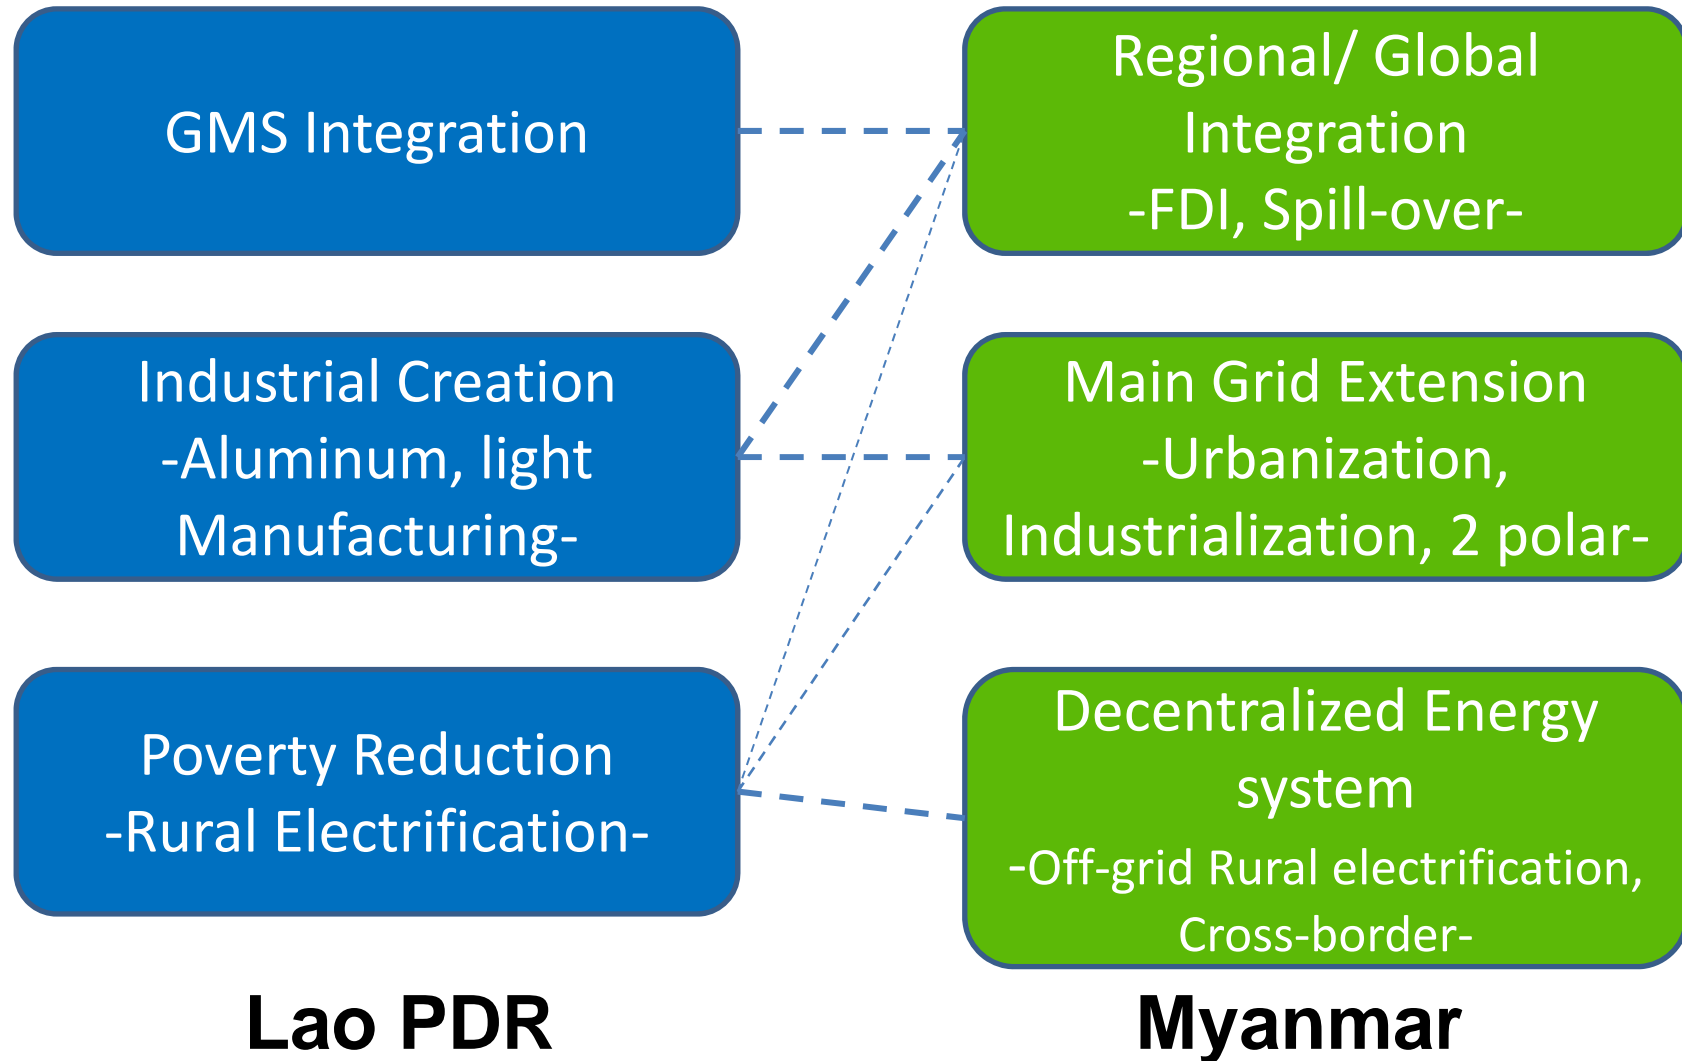 GMS Integration
Regional/ Global
Integration
-FDI, Spill-over-
Industrial Creation
-Aluminum, light
Manufacturing-
Main Grid Extension
-Urbanization,
Industrialization, 2 polar-
Poverty Reduction
-Rural Electrification-
Decentralized Energy
system
-Off-grid Rural electrification,
Cross-border-
Lao PDR
Myanmar